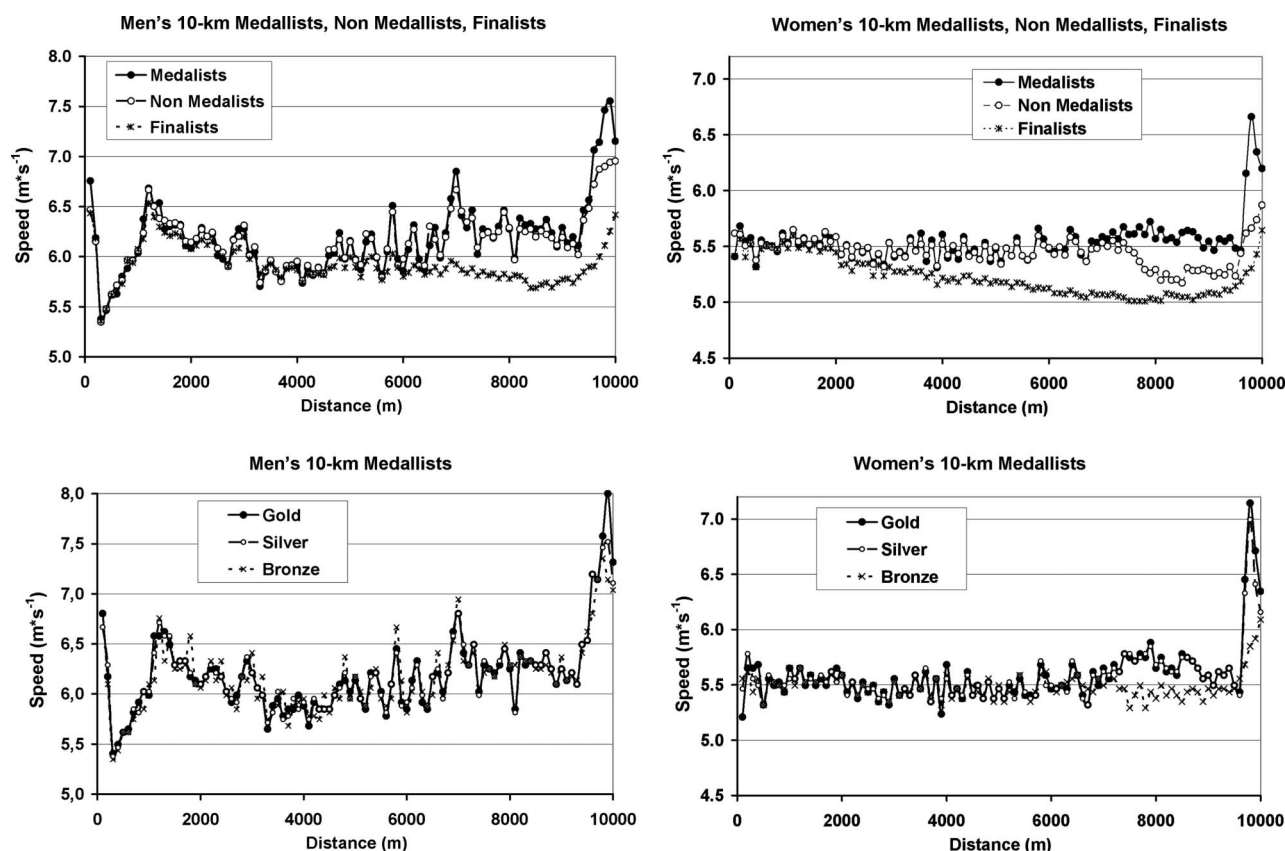 Men's 10-km Medallists, Non Medallists, Finalists
8.0
7.5
7.0
6.5
6.0
5.5
5.0
Speed (m*s⁻¹)
Medalists
Non Medalists
Finalists
0
2000
4000
6000
8000
10000
Distance (m)
Women's 10-km Medallists, Non Medallists, Finalists
7.0
6.5
6.0
5.5
5.0
4.5
Speed (m*s⁻¹)
Medalists
Non Medalists
Finalists
0
2000
4000
6000
8000
10000
Distance (m)
Men's 10-km Medallists
8,0
7,5
7,0
6,5
6,0
5,5
5,0
Speed (m*s⁻¹)
Gold
Silver
Bronze
0
2000
4000
6000
8000
10000
Distance (m)
Women's 10-km Medallists
7.0
6.5
6.0
5.5
5.0
4.5
Speed (m*s⁻¹)
Gold
Silver
Bronze
0
2000
4000
6000
8000
10000
Distance (m)